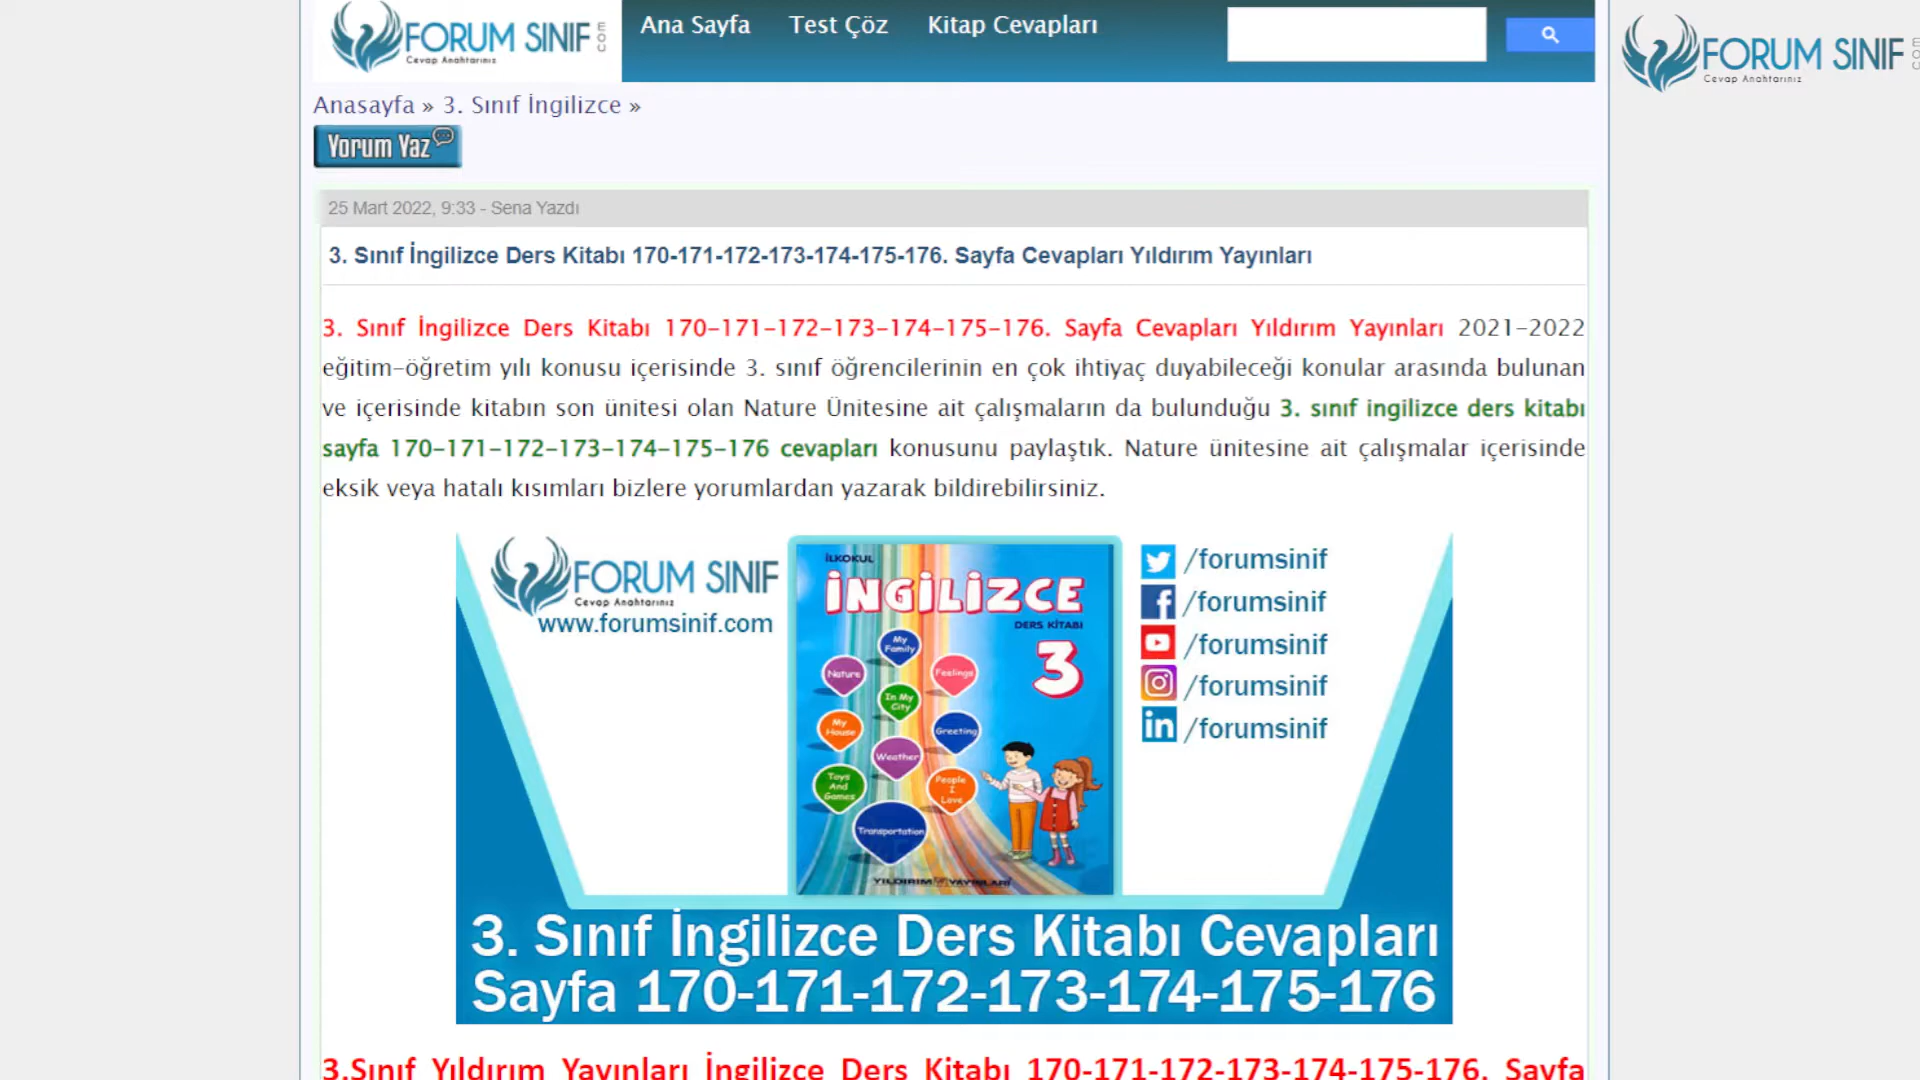 FORUM SINIF com
Cevap Anahtarınız
Ana Sayfa
Test Çöz
Kitap Cevapları
FORUM SINIF com
Cevap Anahtarınız
Anasayfa » 3. Sınıf İngilizce »
Yorum Yaz
25 Mart 2022, 9:33 - Sena Yazdı
3. Sınıf İngilizce Ders Kitabı 170-171-172-173-174-175-176. Sayfa Cevapları Yıldırım Yayınları
3. Sınıf İngilizce Ders Kitabı 170-171-172-173-174-175-176. Sayfa Cevapları Yıldırım Yayınları 2021-2022
eğitim-öğretim yılı konusu içerisinde 3. sınıf öğrencilerinin en çok ihtiyaç duyabileceği konular arasında bulunan
ve içerisinde kitabın son ünitesi olan Nature Ünitesine ait çalışmaların da bulunduğu 3. sınıf ingilizce ders kitabı
sayfa 170-171-172-173-174-175-176 cevapları konusunu paylaştık. Nature ünitesine ait çalışmalar içerisinde
eksik veya hatalı kısımları bizlere yorumlardan yazarak bildirebilirsiniz.
FORUM SINIF
Cevap Anahtarınız
www.forumsinif.com
İLKOKUL
İNGİLİZCE
DERS KİTABI
3
My
Family
Nature
Feelings
In My
City
My
House
Greeting
Weather
Toys
And
Games
People
I
Love
Transportation
YILDIRIM YAYINLARI
/forumsinif
/forumsinif
/forumsinif
/forumsinif
in /forumsinif
3. Sınıf İngilizce Ders Kitabı Cevapları
Sayfa 170-171-172-173-174-175-176
3.Sınıf Yıldırım Yayınları İngilizce Ders Kitabı 170-171-172-173-174-175-176. Sayfa